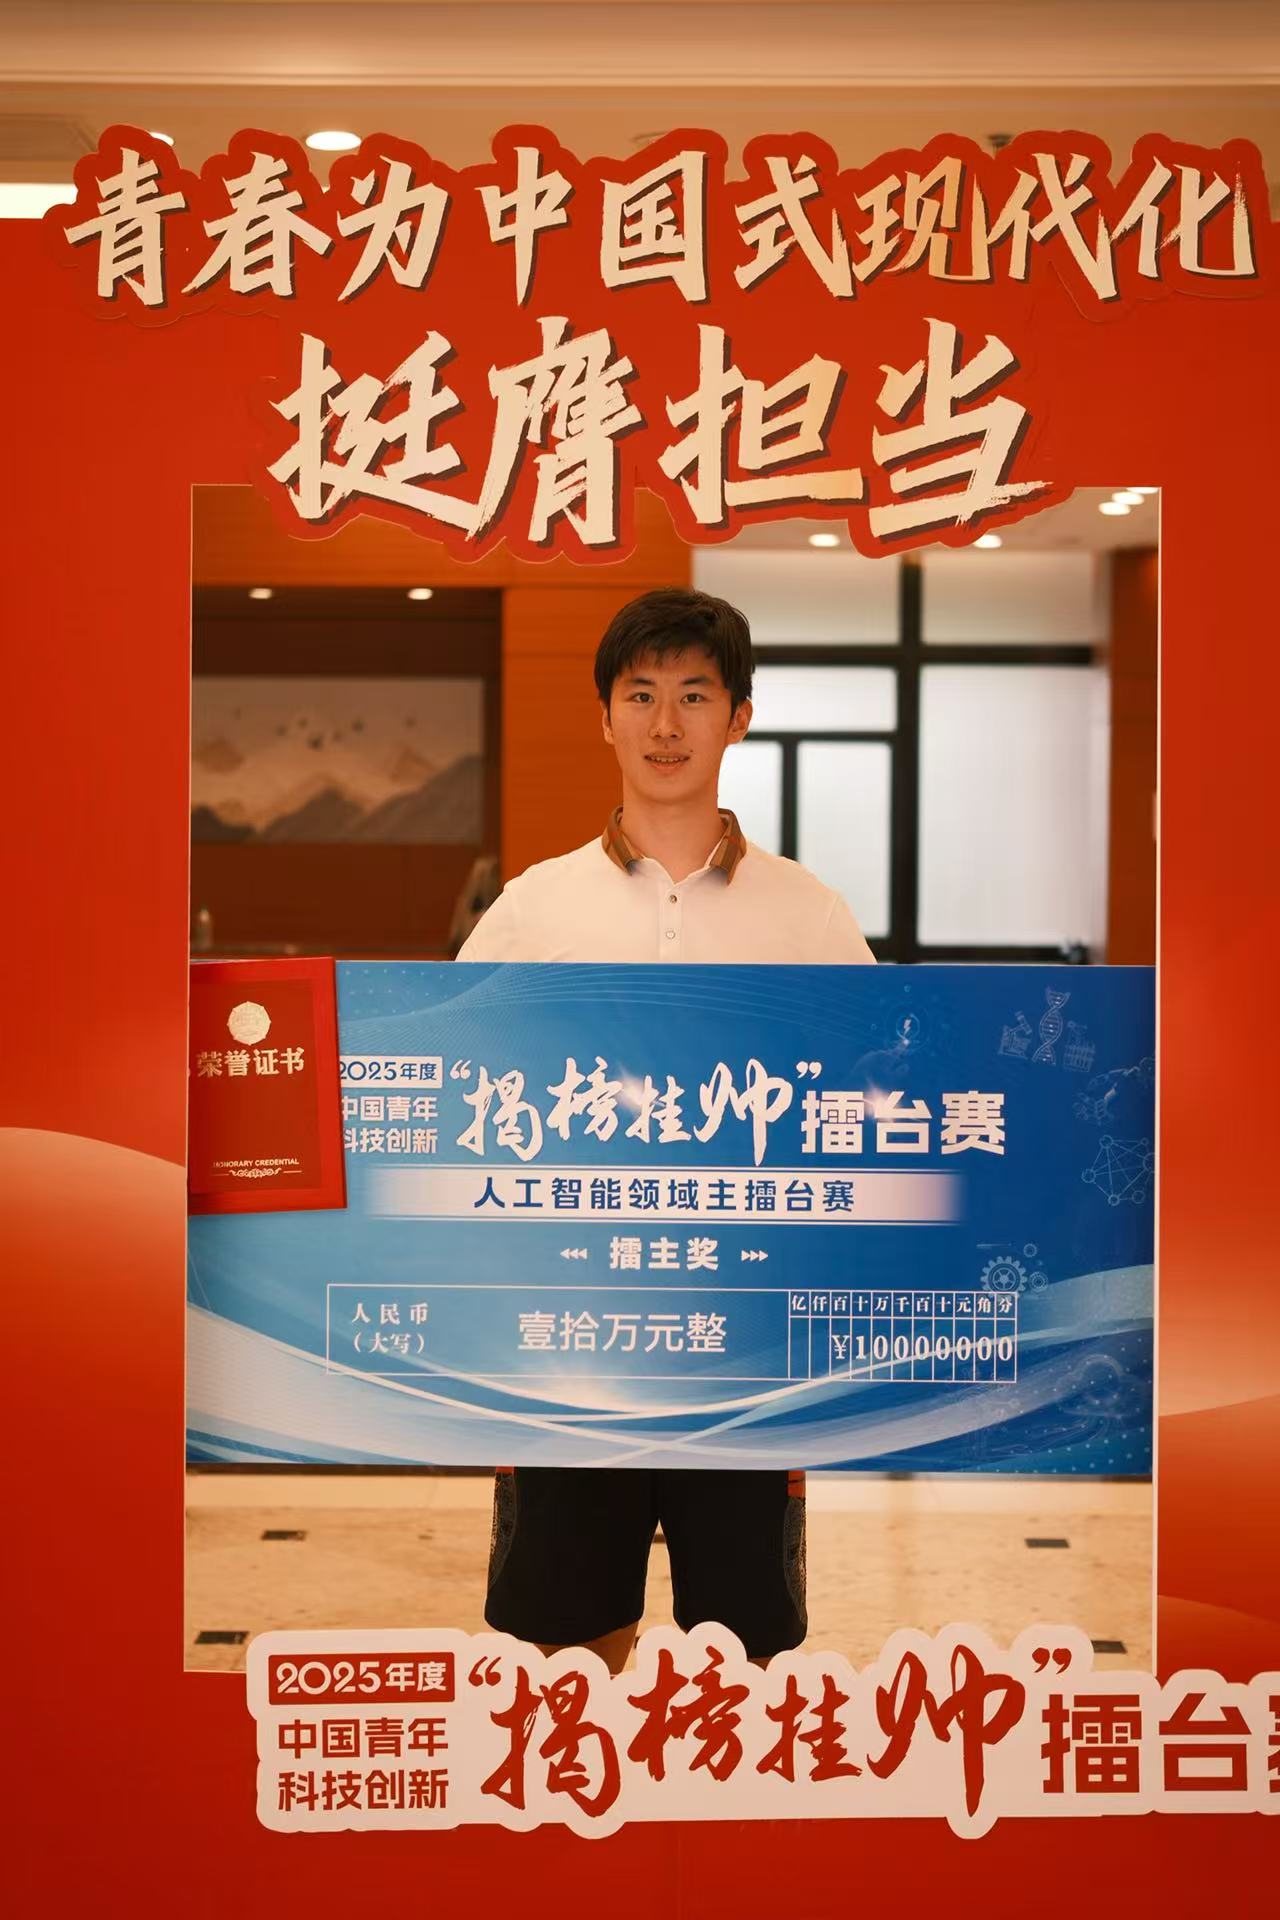 青春为中国式现代化
挺膺担当
荣誉证书
HONORARY CREDENTIAL
2025年度
中国青年
科技创新
“揭榜挂帅”擂台赛
人工智能领域主擂台赛
擂主奖
人民币
（大写）
壹拾万元整
亿仟百十万千百十元角分
¥10000000
2025年度
中国青年
科技创新
“揭榜挂帅”擂台赛